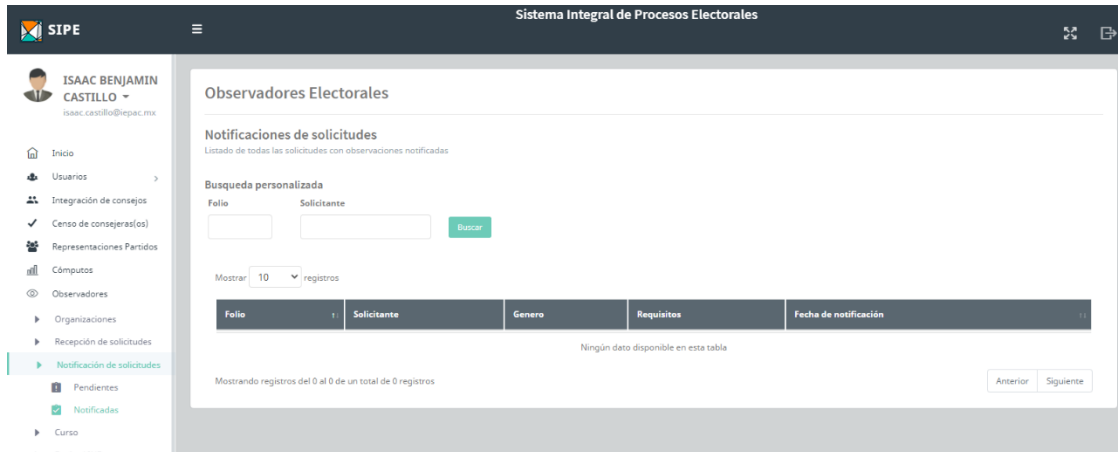 Sistema Integral de Procesos Electorales
SIPE
ISAAC BENJAMIN
CASTILLO
isaac.castillo@iepac.mx
Inicio
Usuarios
Integración de consejos
Censo de consejeras(os)
Representaciones Partidos
Cómputos
Observadores
Organizaciones
Recepción de solicitudes
Notificación de solicitudes
Pendientes
Notificadas
Curso
Observadores Electorales
Notificaciones de solicitudes
Listado de todas las solicitudes con observaciones notificadas
Busqueda personalizada
Folio Solicitante
Buscar
Mostrar 10 registros
Folio Solicitante Genero Requisitos Fecha de notificación
Ningún dato disponible en esta tabla
Mostrando registros del 0 al 0 de un total de 0 registros
Anterior Siguiente